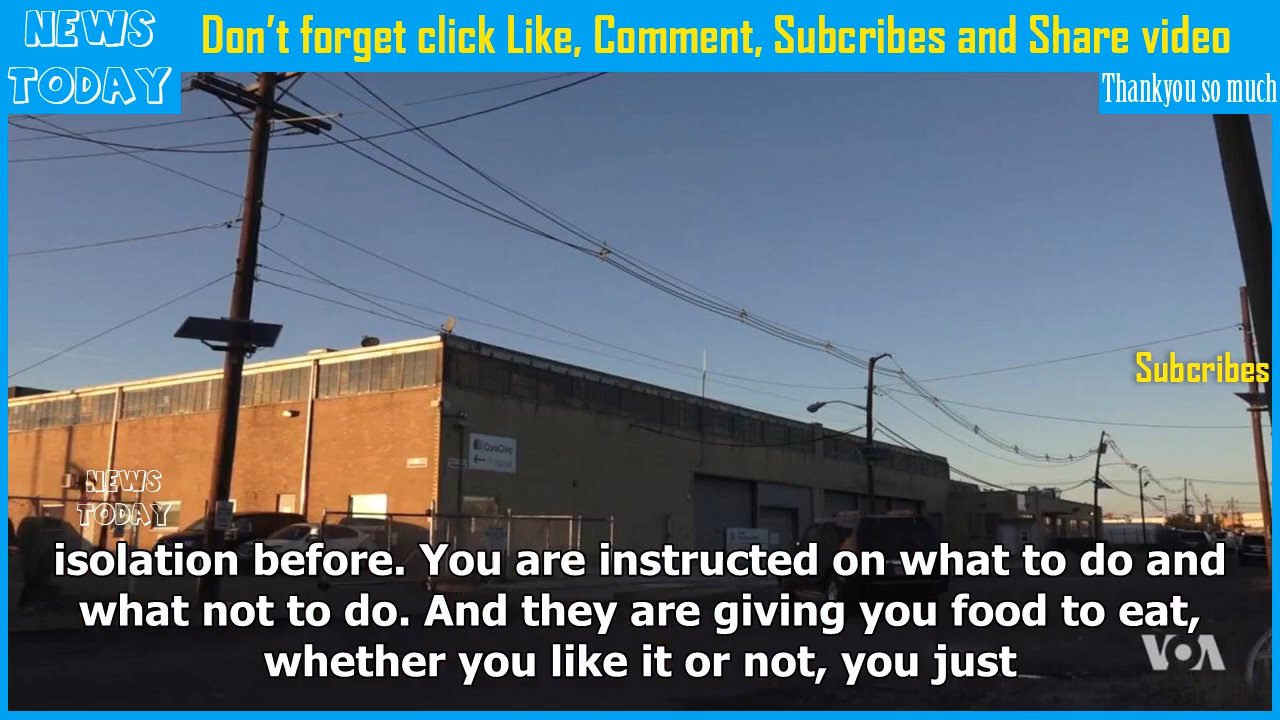 NEWS
TODAY
Don't forget click Like, Comment, Subcribes and Share video
Thankyou so much
Subcribes
CoreCivic
NEWS
TODAY
isolation before. You are instructed on what to do and
what not to do. And they are giving you food to eat,
whether you like it or not, you just
VOA